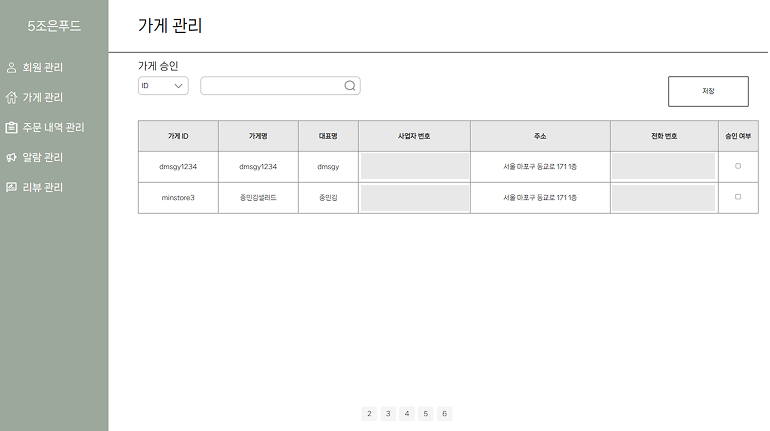 5조은푸드
회원 관리
가게 관리
주문 내역 관리
알람 관리
리뷰 관리
가게 관리
가게 승인
ID
저장
가게 ID 가게명 대표명 사업자 번호 주소 전화 번호 승인 여부
dmsgy1234 dmsgy1234 dmsgy 서울 마포구 동교로 171 1층
minstore3 종민킹샐러드 종민킹 서울 마포구 동교로 171 1층
2 3 4 5 6